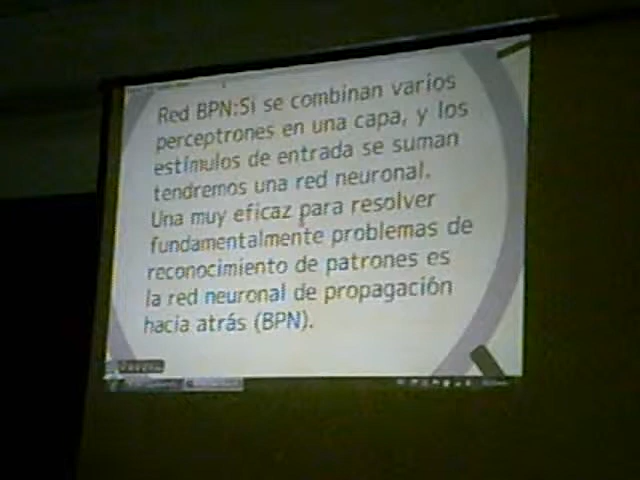 Red BPN:Si se combinan varios
perceptrones en una capa, y los
estímulos de entrada se suman
tendremos una red neuronal.
Una muy eficaz para resolver
fundamentalmente problemas de
reconocimiento de patrones es
la red neuronal de propagación
hacia atrás (BPN).